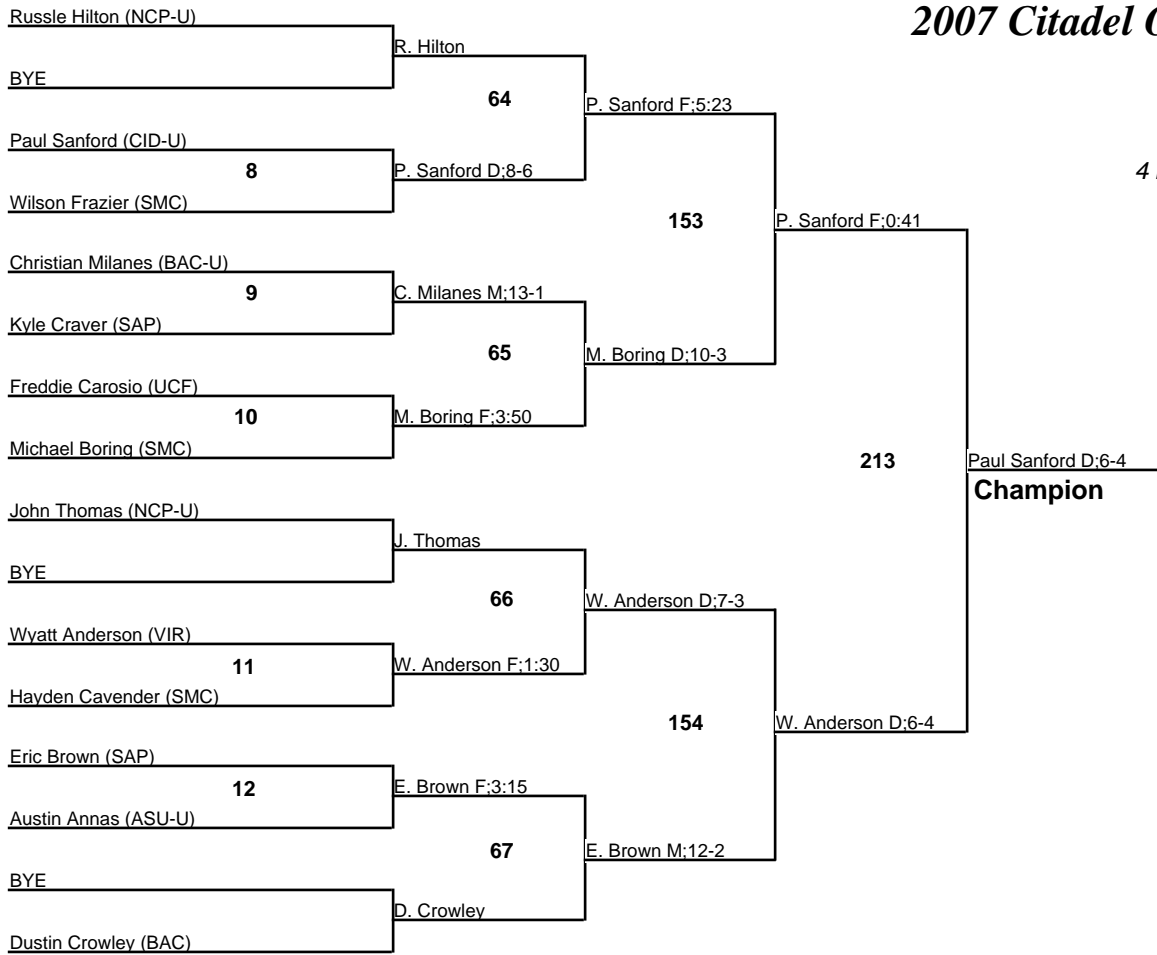 2007 Citadel O
Russle Hilton (NCP-U)
R. Hilton
BYE
64
P. Sanford F;5:23
Paul Sanford (CID-U)
8
P. Sanford D;8-6
4
Wilson Frazier (SMC)
153
P. Sanford F;0:41
Christian Milanes (BAC-U)
9
C. Milanes M;13-1
Kyle Craver (SAP)
65
M. Boring D;10-3
Freddie Carosio (UCF)
10
M. Boring F;3:50
Michael Boring (SMC)
213
Paul Sanford D;6-4
Champion
John Thomas (NCP-U)
J. Thomas
BYE
66
W. Anderson D;7-3
Wyatt Anderson (VIR)
11
W. Anderson F;1:30
Hayden Cavender (SMC)
154
W. Anderson D;6-4
Eric Brown (SAP)
12
E. Brown F;3:15
Austin Annas (ASU-U)
67
E. Brown M;12-2
BYE
D. Crowley
Dustin Crowley (BAC)